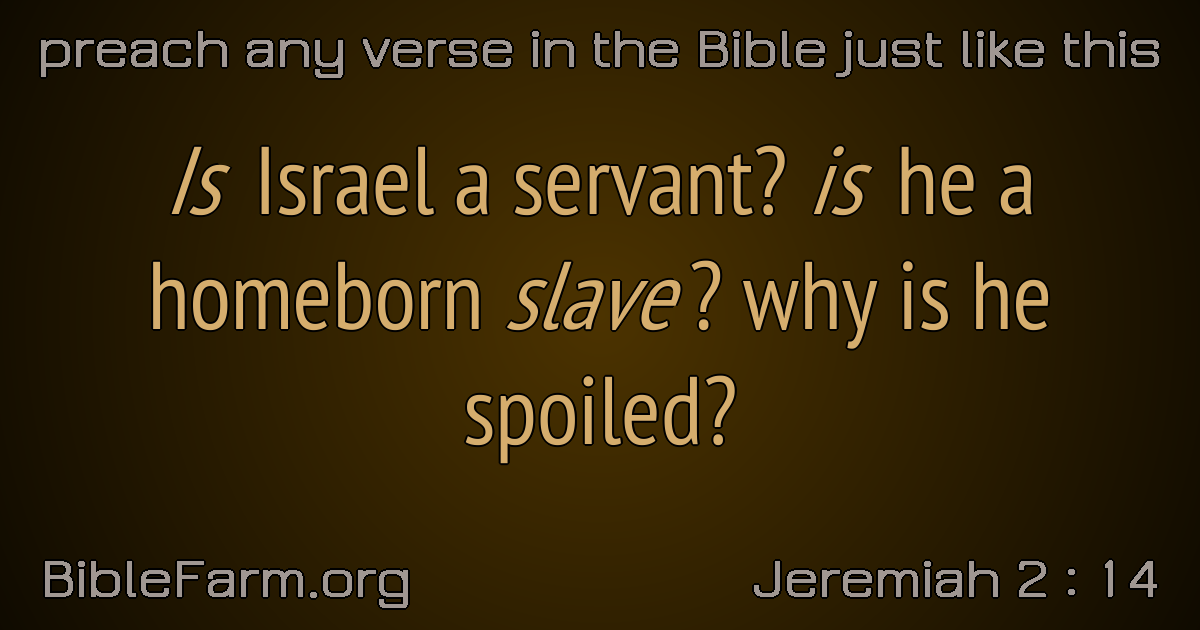 preach any verse in the Bible just like this
Is Israel a servant? is he a
homeborn slave? why is he
spoiled?
BibleFarm.org
Jeremiah 2 : 14